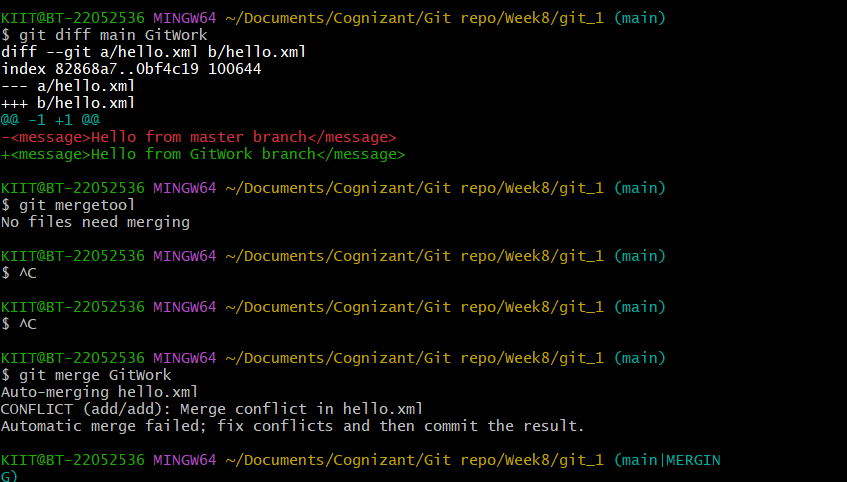 KIIT@BT-22052536 MINGW64 ~/Documents/Cognizant/Git repo/Week8/git_1 (main)
$ git diff main GitWork
diff --git a/hello.xml b/hello.xml
index 82868a7..0bf4c19 100644
--- a/hello.xml
+++ b/hello.xml
@@ -1 +1 @@
-<message>Hello from master branch</message>
+<message>Hello from GitWork branch</message>
KIIT@BT-22052536 MINGW64 ~/Documents/Cognizant/Git repo/Week8/git_1 (main)
$ git mergetool
No files need merging
KIIT@BT-22052536 MINGW64 ~/Documents/Cognizant/Git repo/Week8/git_1 (main)
$ ^C
KIIT@BT-22052536 MINGW64 ~/Documents/Cognizant/Git repo/Week8/git_1 (main)
$ ^C
KIIT@BT-22052536 MINGW64 ~/Documents/Cognizant/Git repo/Week8/git_1 (main)
$ git merge GitWork
Auto-merging hello.xml
CONFLICT (add/add): Merge conflict in hello.xml
Automatic merge failed; fix conflicts and then commit the result.
KIIT@BT-22052536 MINGW64 ~/Documents/Cognizant/Git repo/Week8/git_1 (main|MERGIN
G)